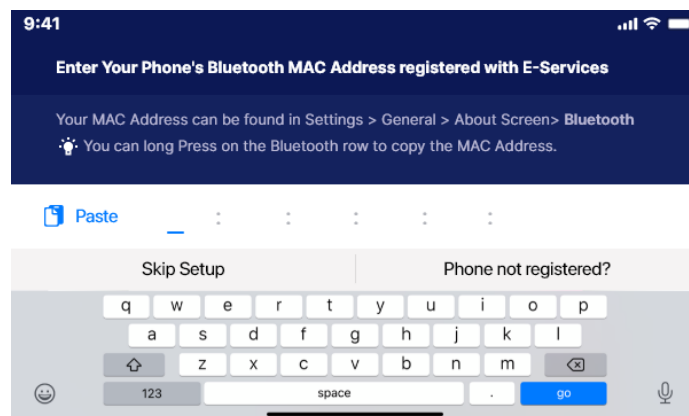 9:41
Enter Your Phone's Bluetooth MAC Address registered with E-Services
Your MAC Address can be found in Settings > General > About Screen> Bluetooth
You can long Press on the Bluetooth row to copy the MAC Address.
Paste _ : : : : :
Skip Setup Phone not registered?
q w e r t y u i o p
a s d f g h j k l
z x c v b n m
123 space . go